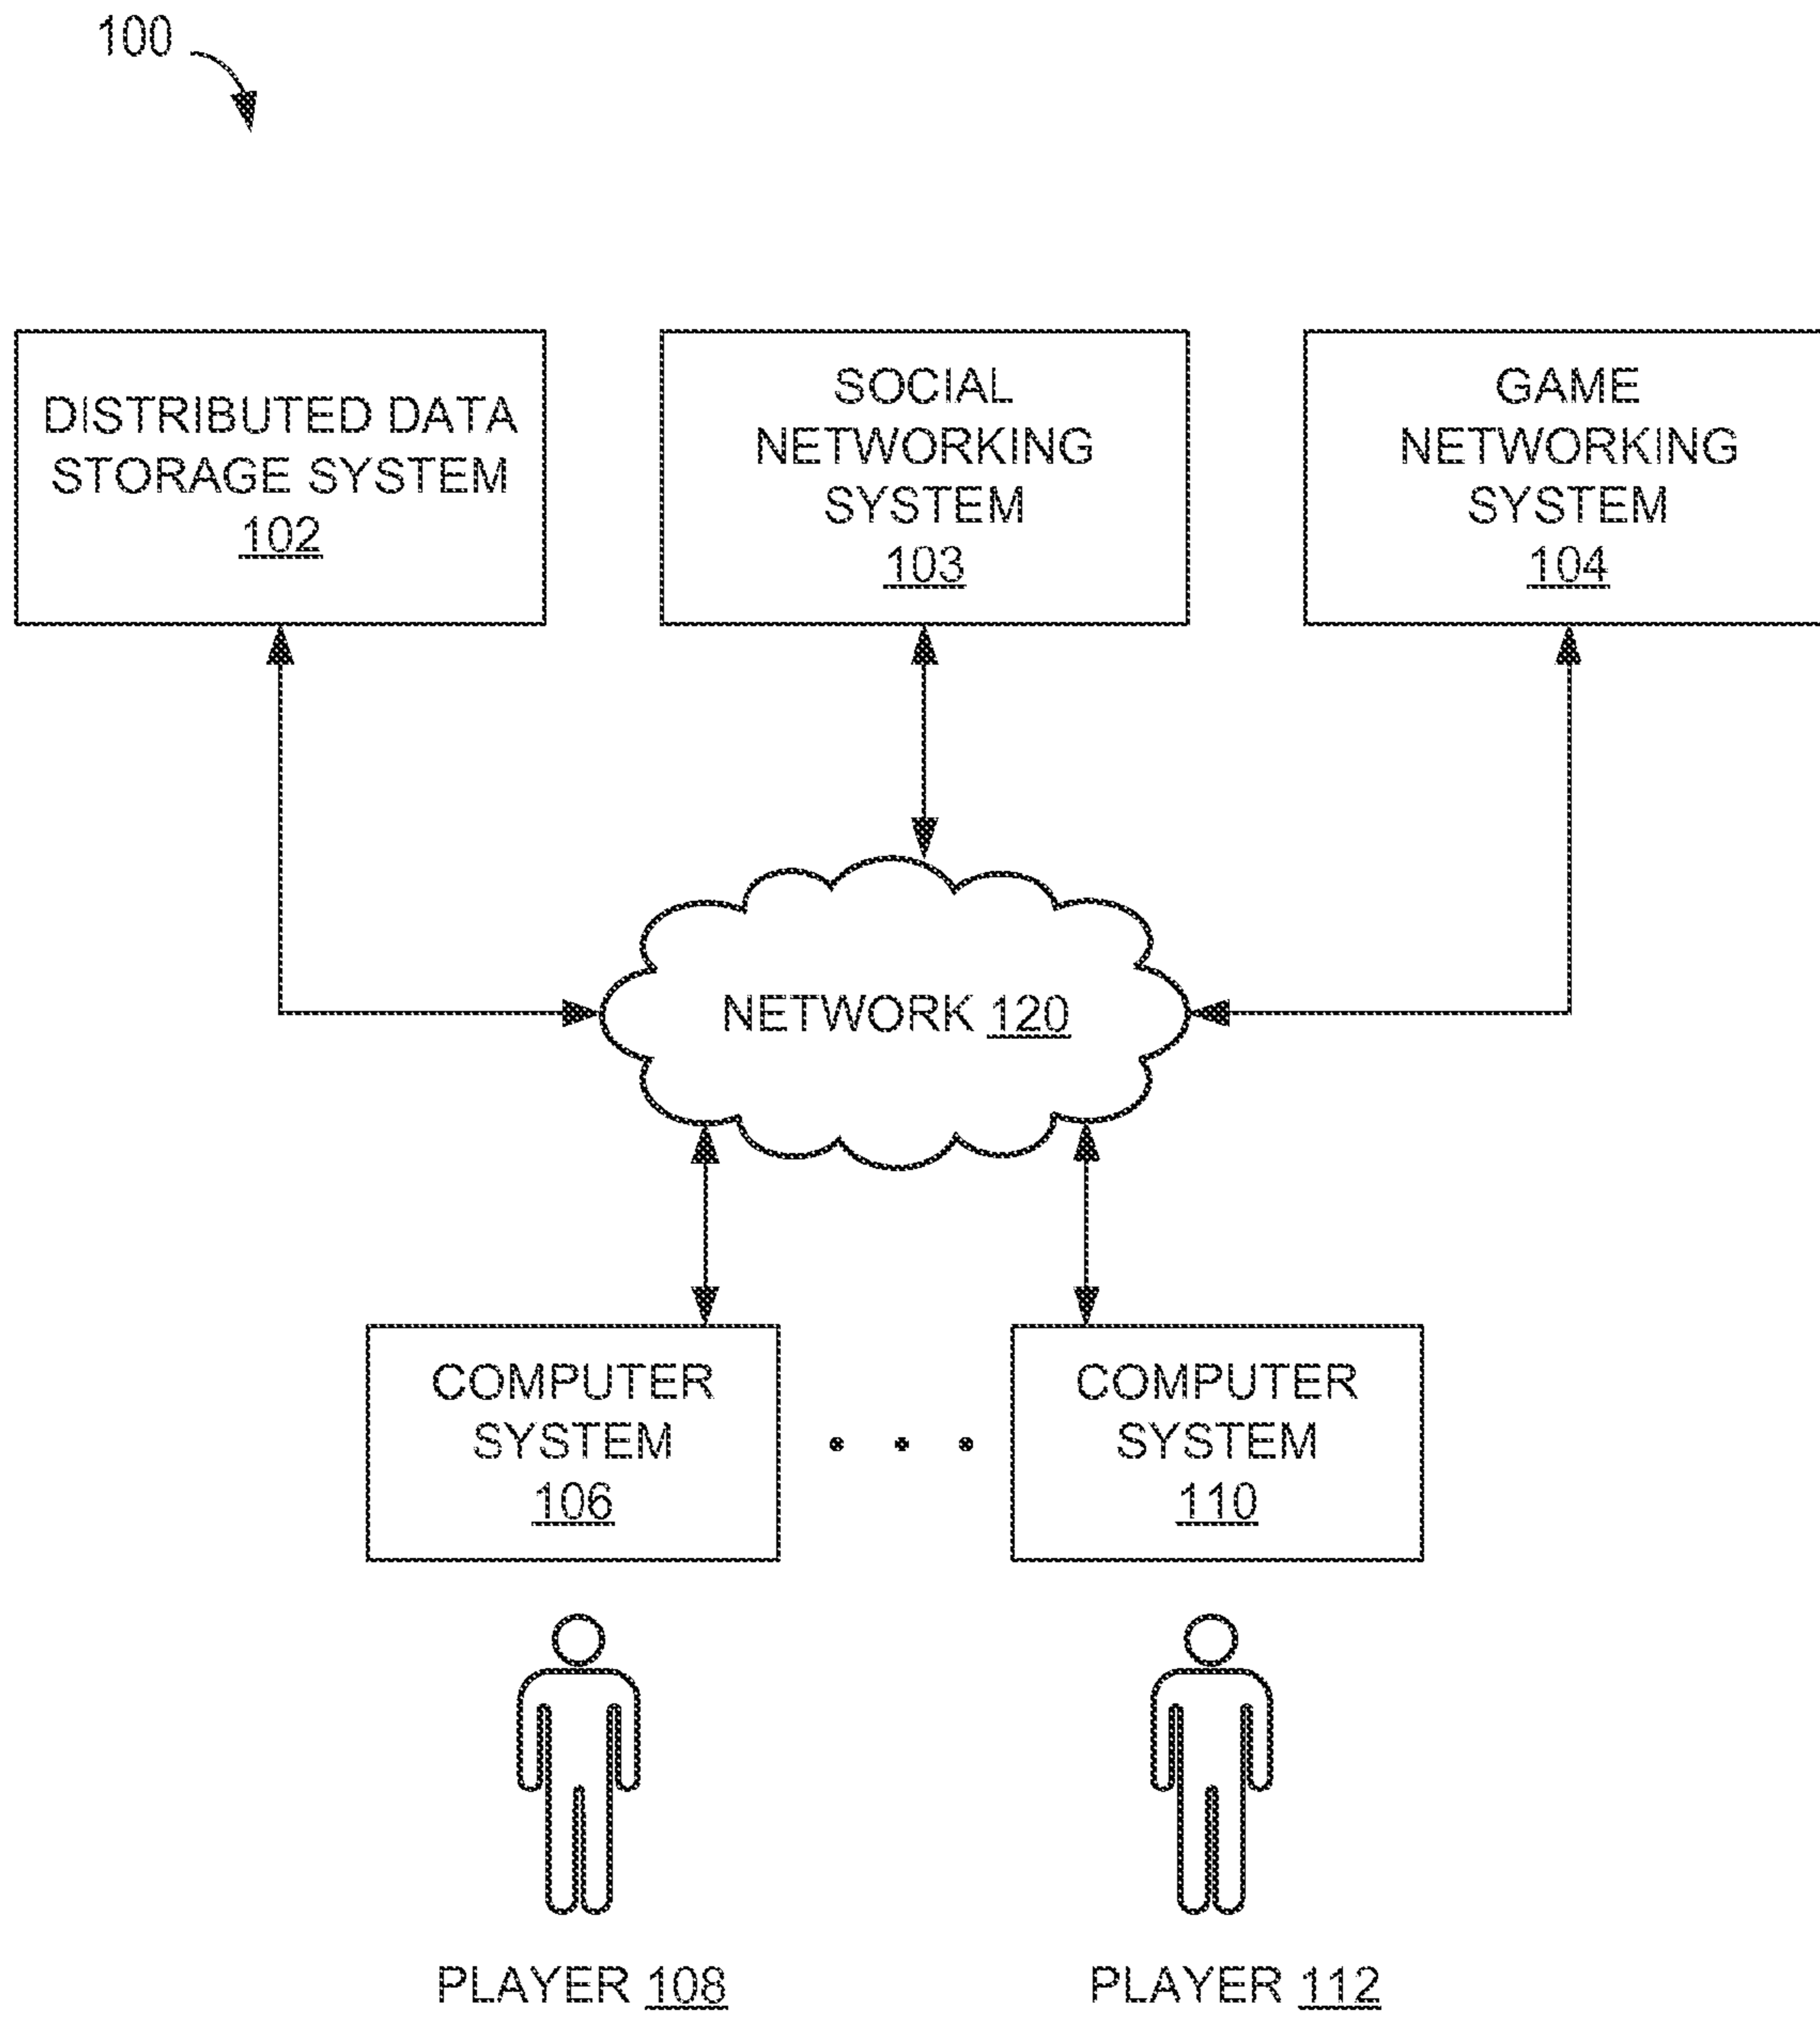 100
DISTRIBUTED DATA
STORAGE SYSTEM
102
SOCIAL
NETWORKING
SYSTEM
103
GAME
NETWORKING
SYSTEM
104
NETWORK 120
COMPUTER
SYSTEM
106
COMPUTER
SYSTEM
110
PLAYER 108
PLAYER 112